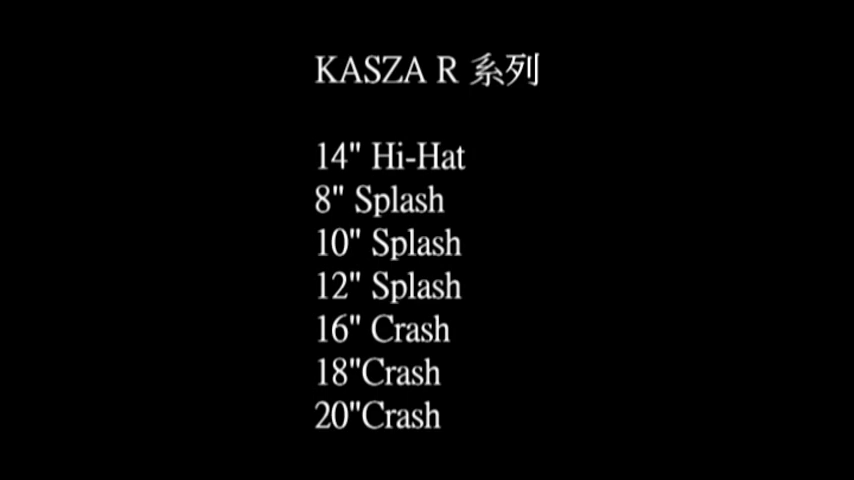 KASZA R 系列
14" Hi-Hat
8" Splash
10" Splash
12" Splash
16" Crash
18"Crash
20"Crash